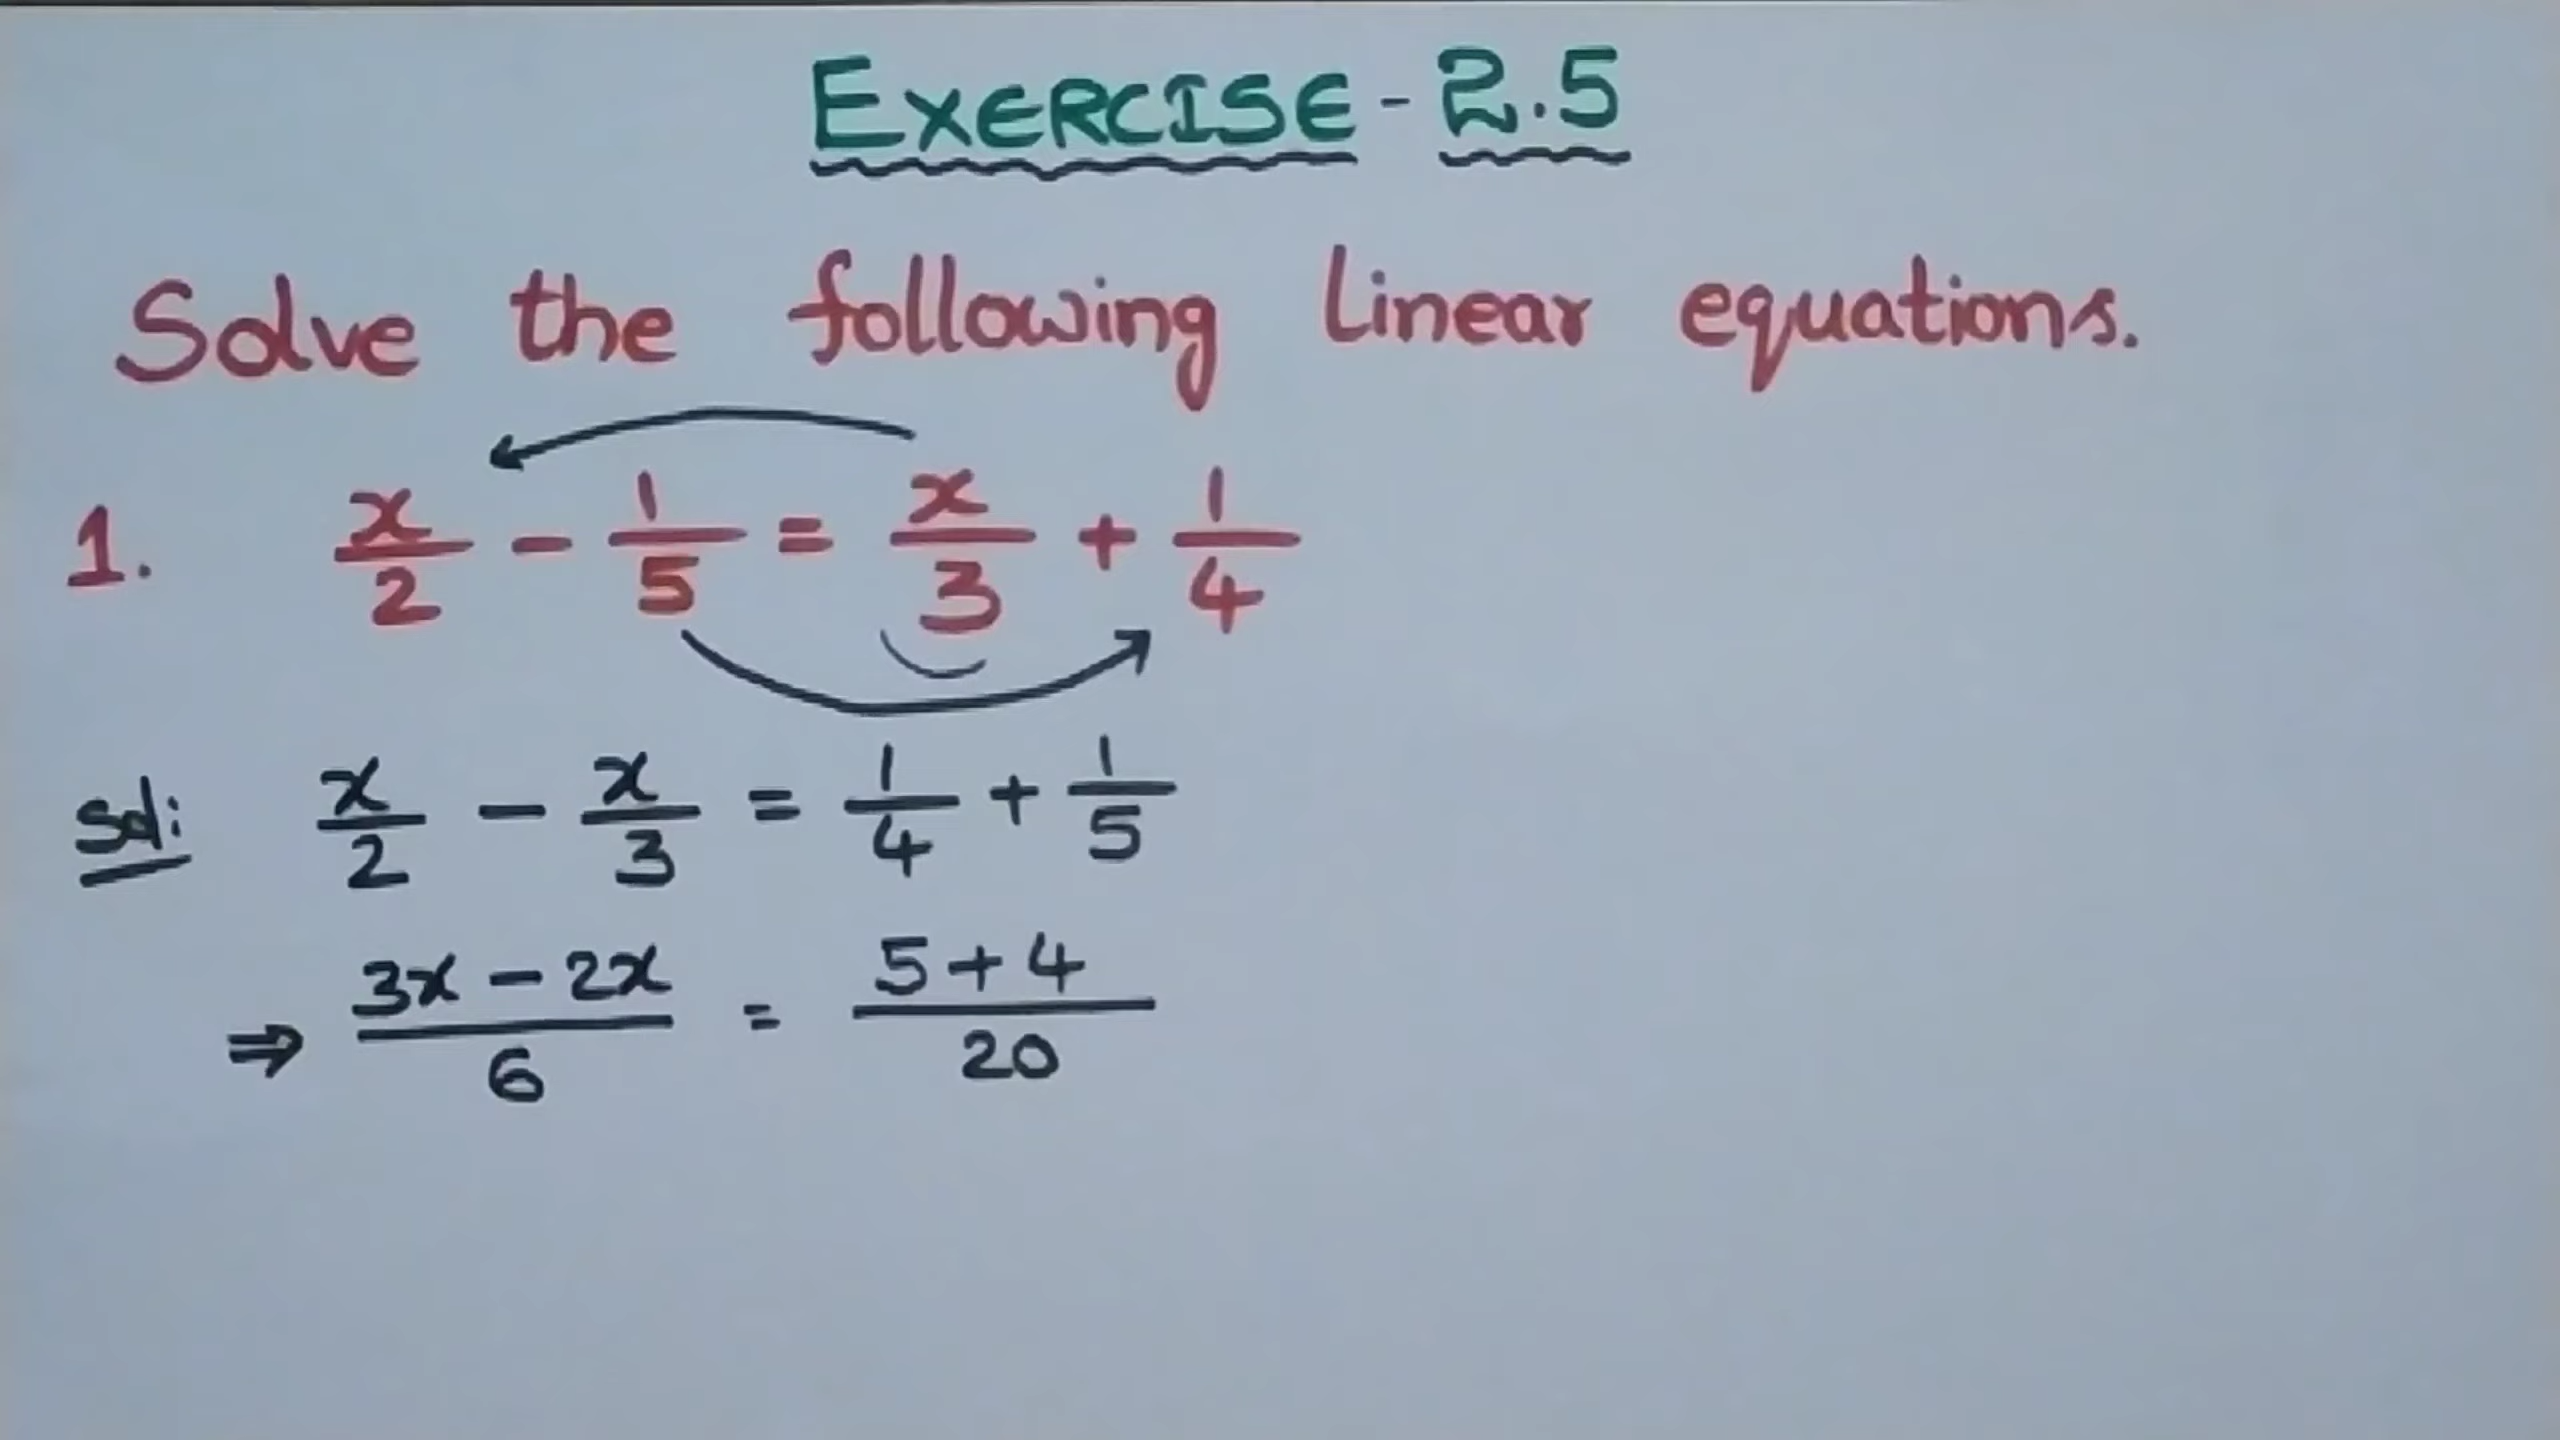 EXERCISE - 2.5
Solve the following linear equations.
1. x/2 - 1/5 = x/3 + 1/4
Sol: x/2 - x/3 = 1/4 + 1/5
⇒ 3x - 2x/6 = 5 + 4/20